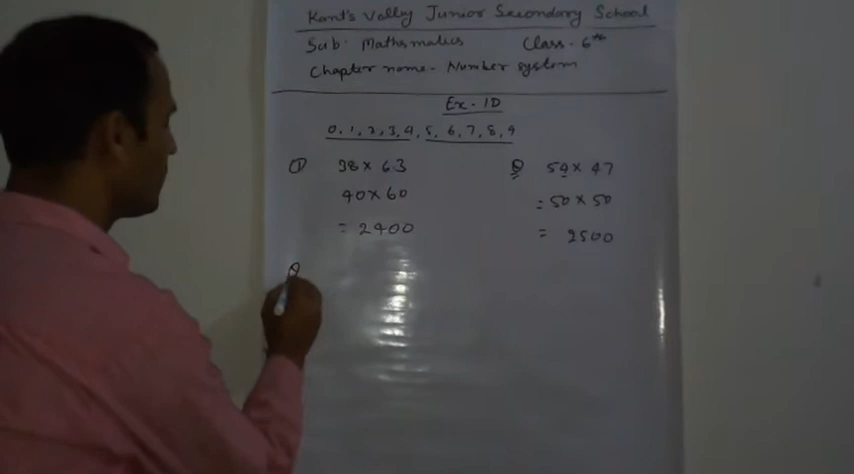 Kant's Vally Junior Secondary School
Sub: Mathematics Class - 6th
Chapter name - Number system
Ex - 1D
0, 1, 2, 3, 4, 5, 6, 7, 8, 9
① 38 × 63
40 × 60
= 2400
② 54 × 47
= 50 × 50
= 2500